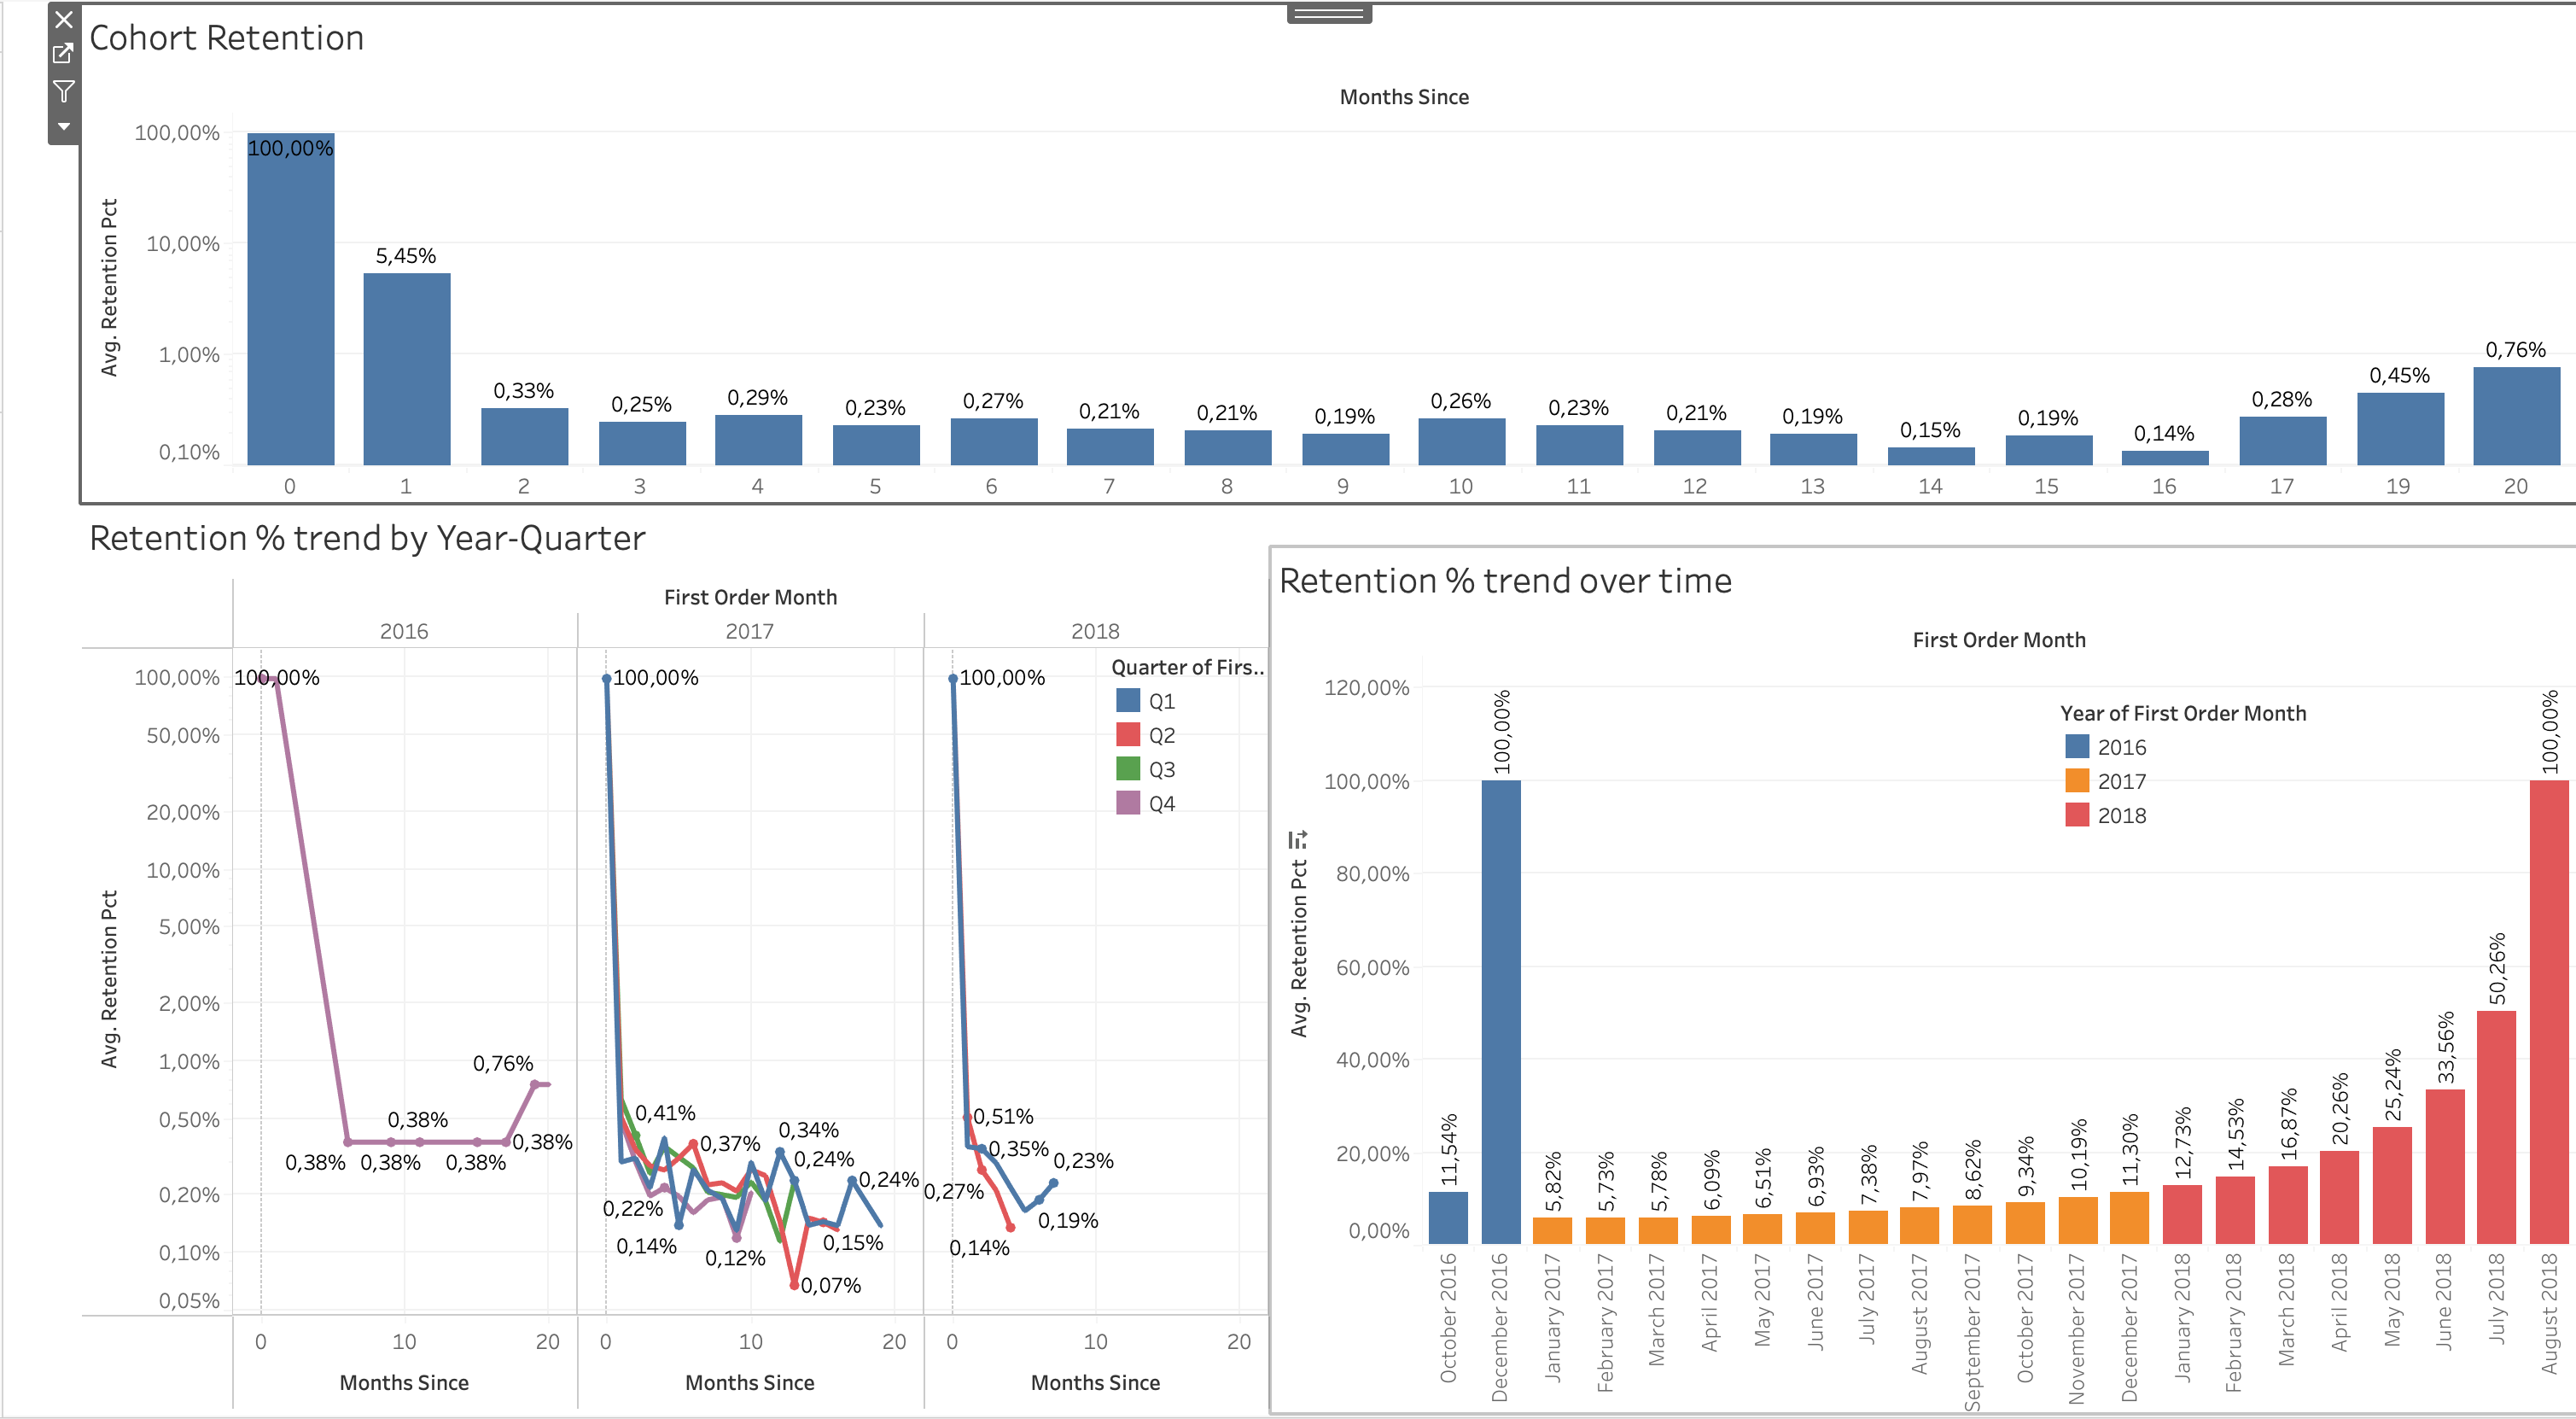 Cohort Retention
Months Since
Avg. Retention Pct
100,00%
10,00%
1,00%
0,10%
100,00%
5,45%
0,33%
0,25%
0,29%
0,23%
0,27%
0,21%
0,21%
0,19%
0,26%
0,23%
0,21%
0,19%
0,15%
0,19%
0,14%
0,28%
0,45%
0,76%
0 1 2 3 4 5 6 7 8 9 10 11 12 13 14 15 16 17 19 20
Retention % trend by Year-Quarter
First Order Month
2016 2017 2018
Avg. Retention Pct
100,00%
50,00%
20,00%
10,00%
5,00%
2,00%
1,00%
0,50%
0,20%
0,10%
0,05%
100,00%
0,76%
0,38%
0,38%
0,38% 0,38% 0,38%
100,00%
0,41%
0,37%
0,34%
0,24%
0,24%
0,22%
0,14%
0,12%
0,15%
0,07%
100,00%
0,51%
0,35%
0,23%
0,27%
0,19%
0,14%
Quarter of Firs..
Q1
Q2
Q3
Q4
0 10 20 0 10 20 0 10 20
Months Since Months Since Months Since
Retention % trend over time
First Order Month
Avg. Retention Pct
120,00%
100,00%
80,00%
60,00%
40,00%
20,00%
0,00%
Year of First Order Month
2016
2017
2018
11,54%
100,00%
5,82%
5,73%
5,78%
6,09%
6,51%
6,93%
7,38%
7,97%
8,62%
9,34%
10,19%
11,30%
12,73%
14,53%
16,87%
20,26%
25,24%
33,56%
50,26%
100,00%
October 2016
December 2016
January 2017
February 2017
March 2017
April 2017
May 2017
June 2017
July 2017
August 2017
September 2017
October 2017
November 2017
December 2017
January 2018
February 2018
March 2018
April 2018
May 2018
June 2018
July 2018
August 2018